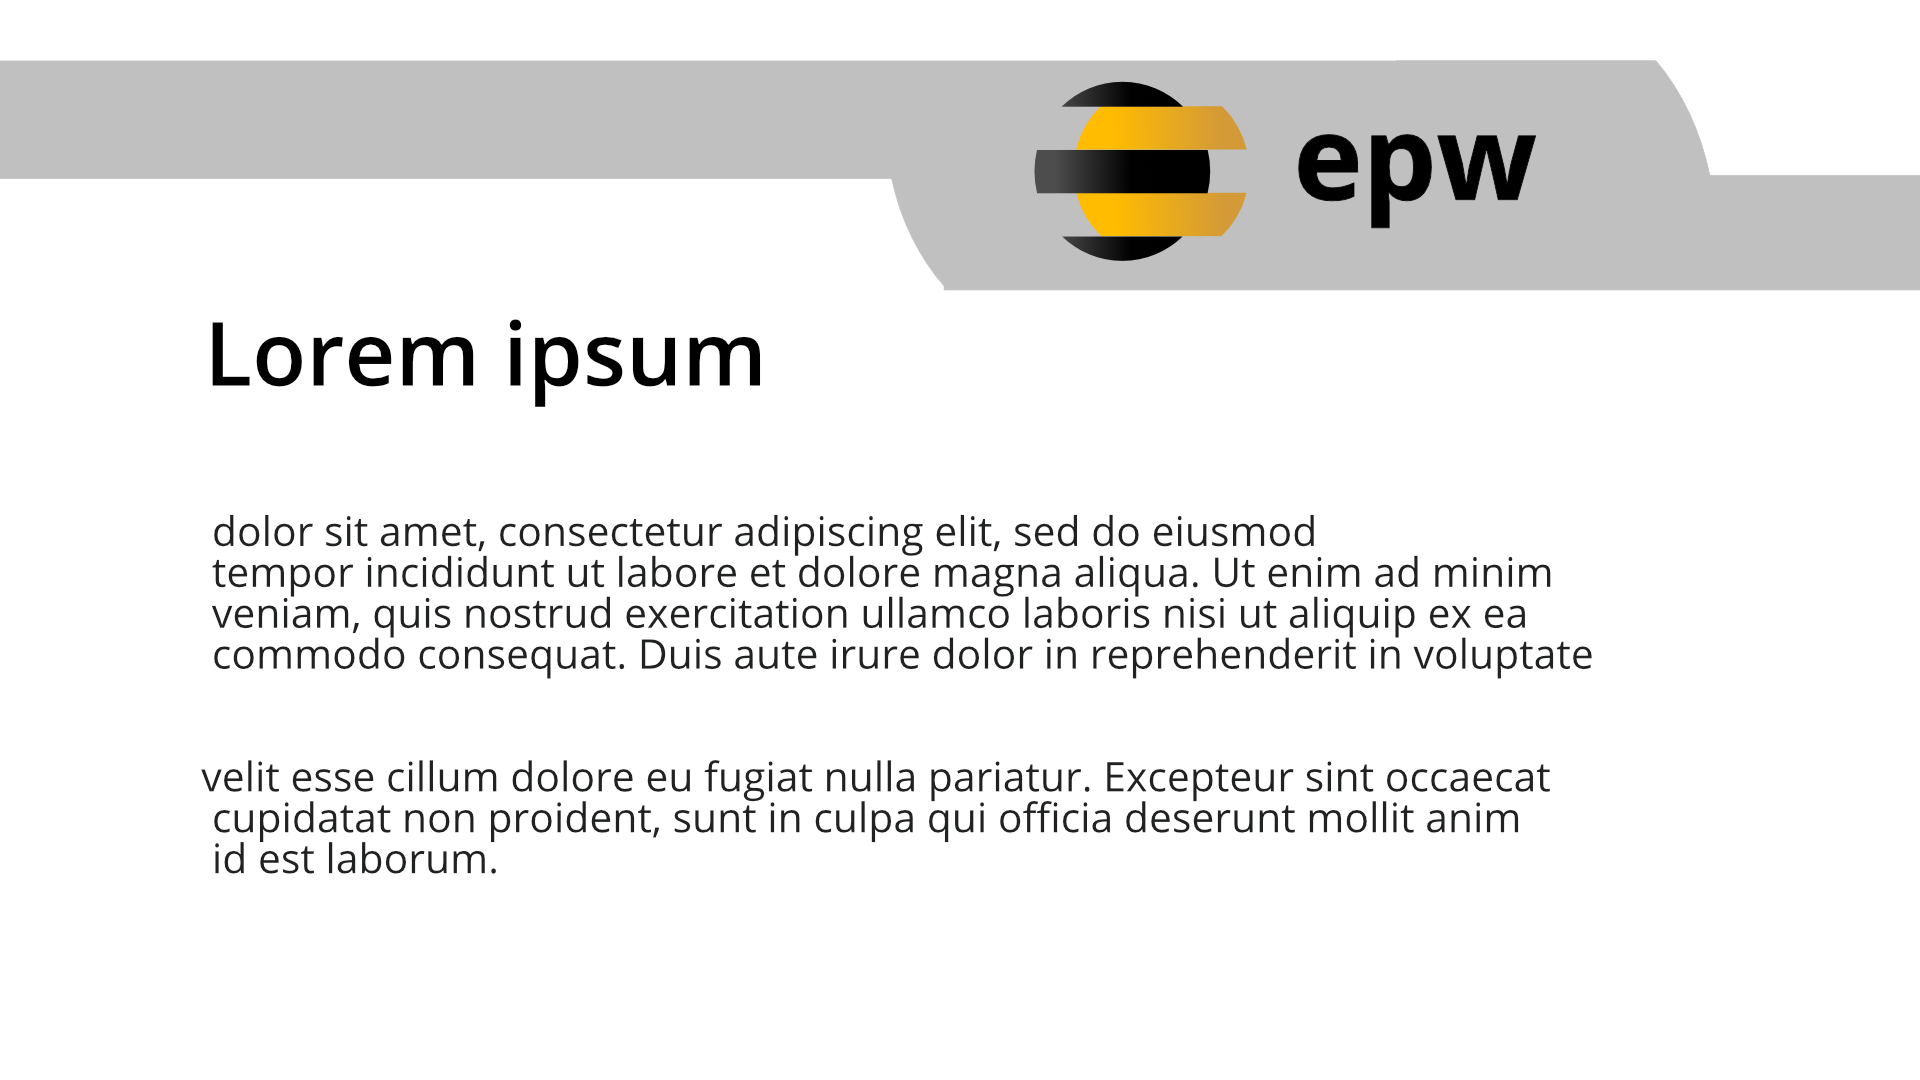 epw
Lorem ipsum
dolor sit amet, consectetur adipiscing elit, sed do eiusmod
tempor incididunt ut labore et dolore magna aliqua. Ut enim ad minim
veniam, quis nostrud exercitation ullamco laboris nisi ut aliquip ex ea
commodo consequat. Duis aute irure dolor in reprehenderit in voluptate
velit esse cillum dolore eu fugiat nulla pariatur. Excepteur sint occaecat
cupidatat non proident, sunt in culpa qui officia deserunt mollit anim
id est laborum.